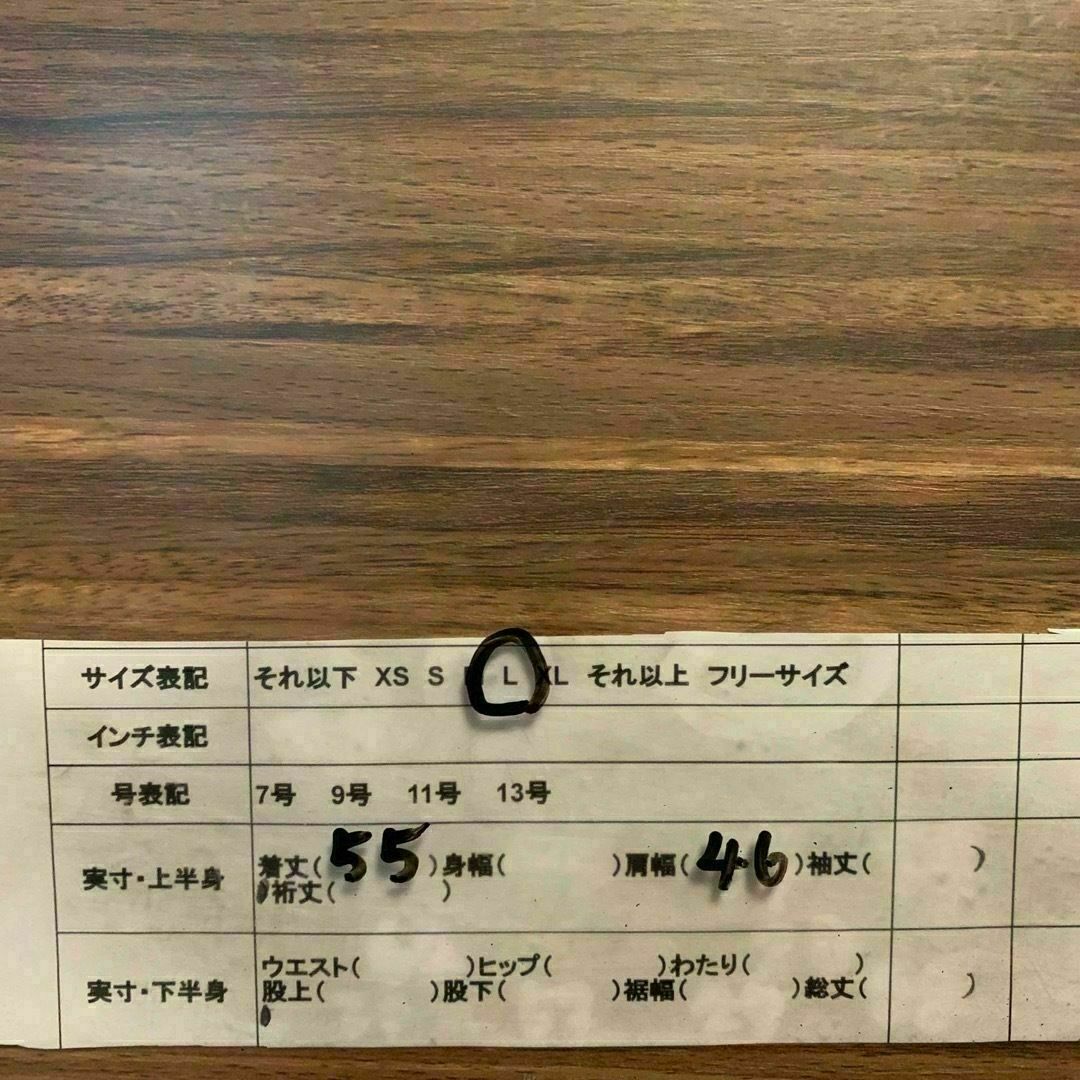 サイズ表記 それ以下 XS S L XL それ以上 フリーサイズ
インチ表記
号表記 7号 9号 11号 13号
実寸・上半身 着丈(55)身幅( )肩幅(46)袖丈( )
裄丈( )
実寸・下半身 ウエスト( )ヒップ( )わたり( )
股上( )股下( )裾幅( )総丈( )